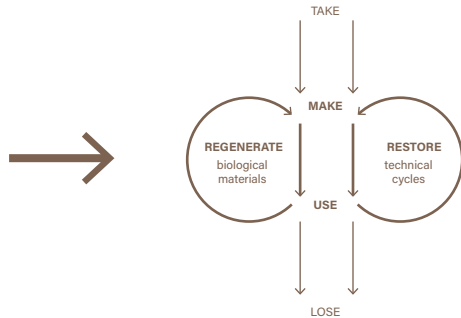 TAKE
MAKE
REGENERATE
biological
materials
RESTORE
technical
cycles
USE
LOSE